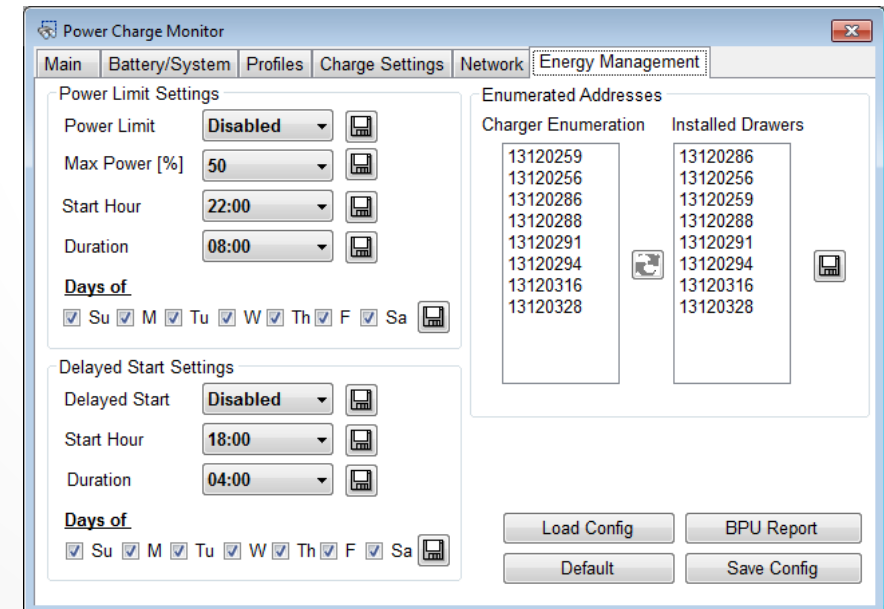 Power Charge Monitor
Main Battery/System Profiles Charge Settings Network Energy Management
Power Limit Settings
Power Limit Disabled
Max Power [%] 50
Start Hour 22:00
Duration 08:00
Days of
Su M Tu W Th F Sa
Delayed Start Settings
Delayed Start Disabled
Start Hour 18:00
Duration 04:00
Days of
Su M Tu W Th F Sa
Enumerated Addresses
Charger Enumeration Installed Drawers
13120259 13120286
13120256 13120256
13120286 13120259
13120288 13120288
13120291 13120291
13120294 13120294
13120316 13120316
13120328 13120328
Load Config BPU Report
Default Save Config